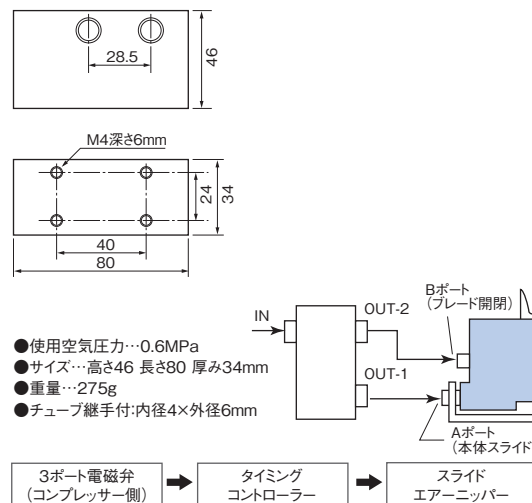 28.5
46
M4深さ6mm
24
34
40
80
●使用空気圧力…0.6MPa
●サイズ…高さ46 長さ80 厚み34mm
●重量…275g
●チューブ継手付:内径4×外径6mm
IN
OUT-2
OUT-1
Bポート
(ブレード開閉)
Aポート
(本体スライド)
3ポート電磁弁
(コンプレッサー側)
タイミング
コントローラー
スライド
エアーニッパー